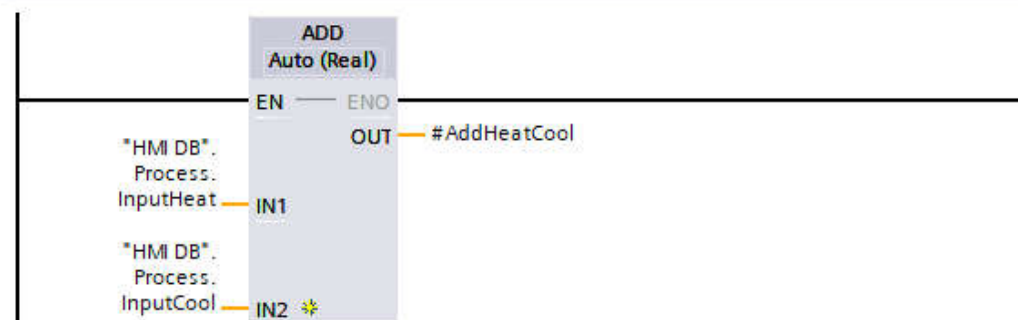 ADD
Auto (Real)
EN ENO
OUT #AddHeatCool
"HMI DB".
Process.
InputHeat IN1
"HMI DB".
Process.
InputCool IN2